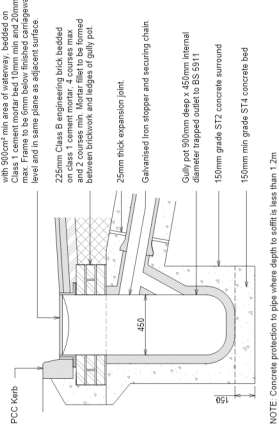 with 900cm² min area of waterway, bedded on
Class 1 cement mortar bed 10mm min and 20mm
max. Frame to be 6mm below finished carriageway
level and in same plane as adjacent surface.
225mm Class B engineering brick bedded
on class 1 cement mortar. 4 courses max
and 2 courses min. Mortar fillet to be formed
between brickwork and ledges of gully pot.
25mm thick expansion joint.
Galvanised Iron stopper and securing chain.
Gully pot 900mm deep x 450mm internal
diameter trapped outlet to BS 5911
150mm grade ST2 concrete surround
150mm min grade ST4 concrete bed
PCC Kerb
450
150
NOTE: Concrete protection to pipe where depth to soffit is less than 1.2m